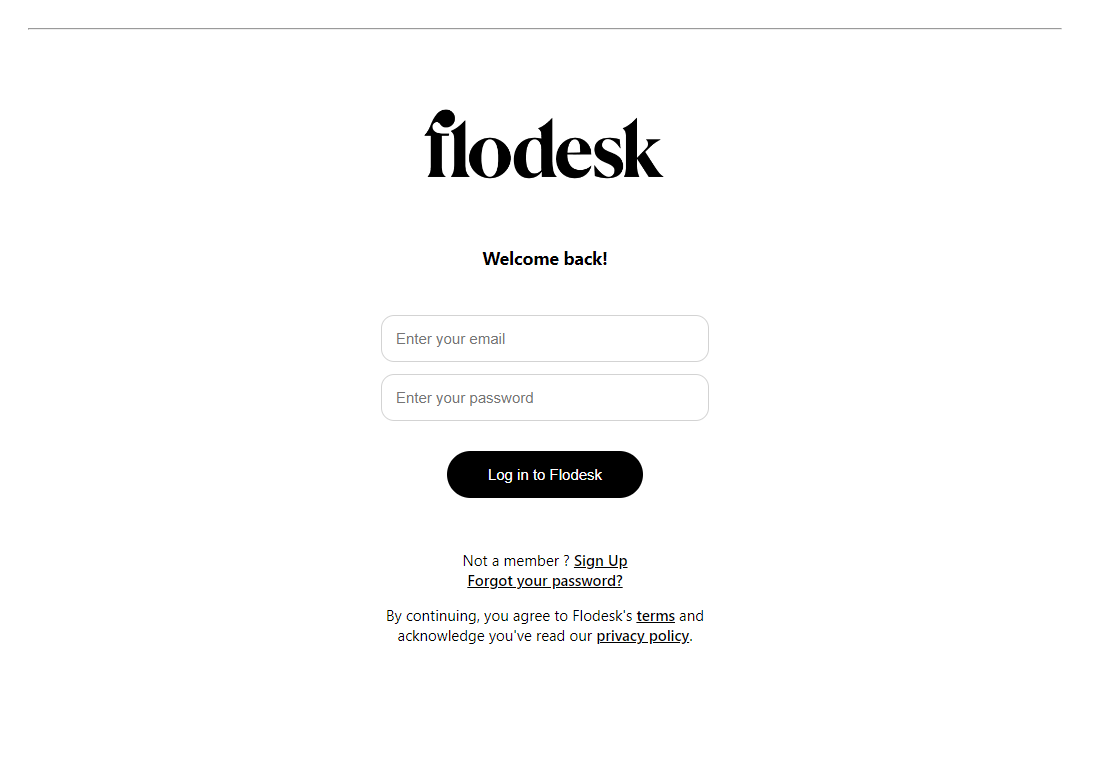 flodesk
Welcome back!
Enter your email
Enter your password
Log in to Flodesk
Not a member ? Sign Up
Forgot your password?
By continuing, you agree to Flodesk's terms and
acknowledge you've read our privacy policy.